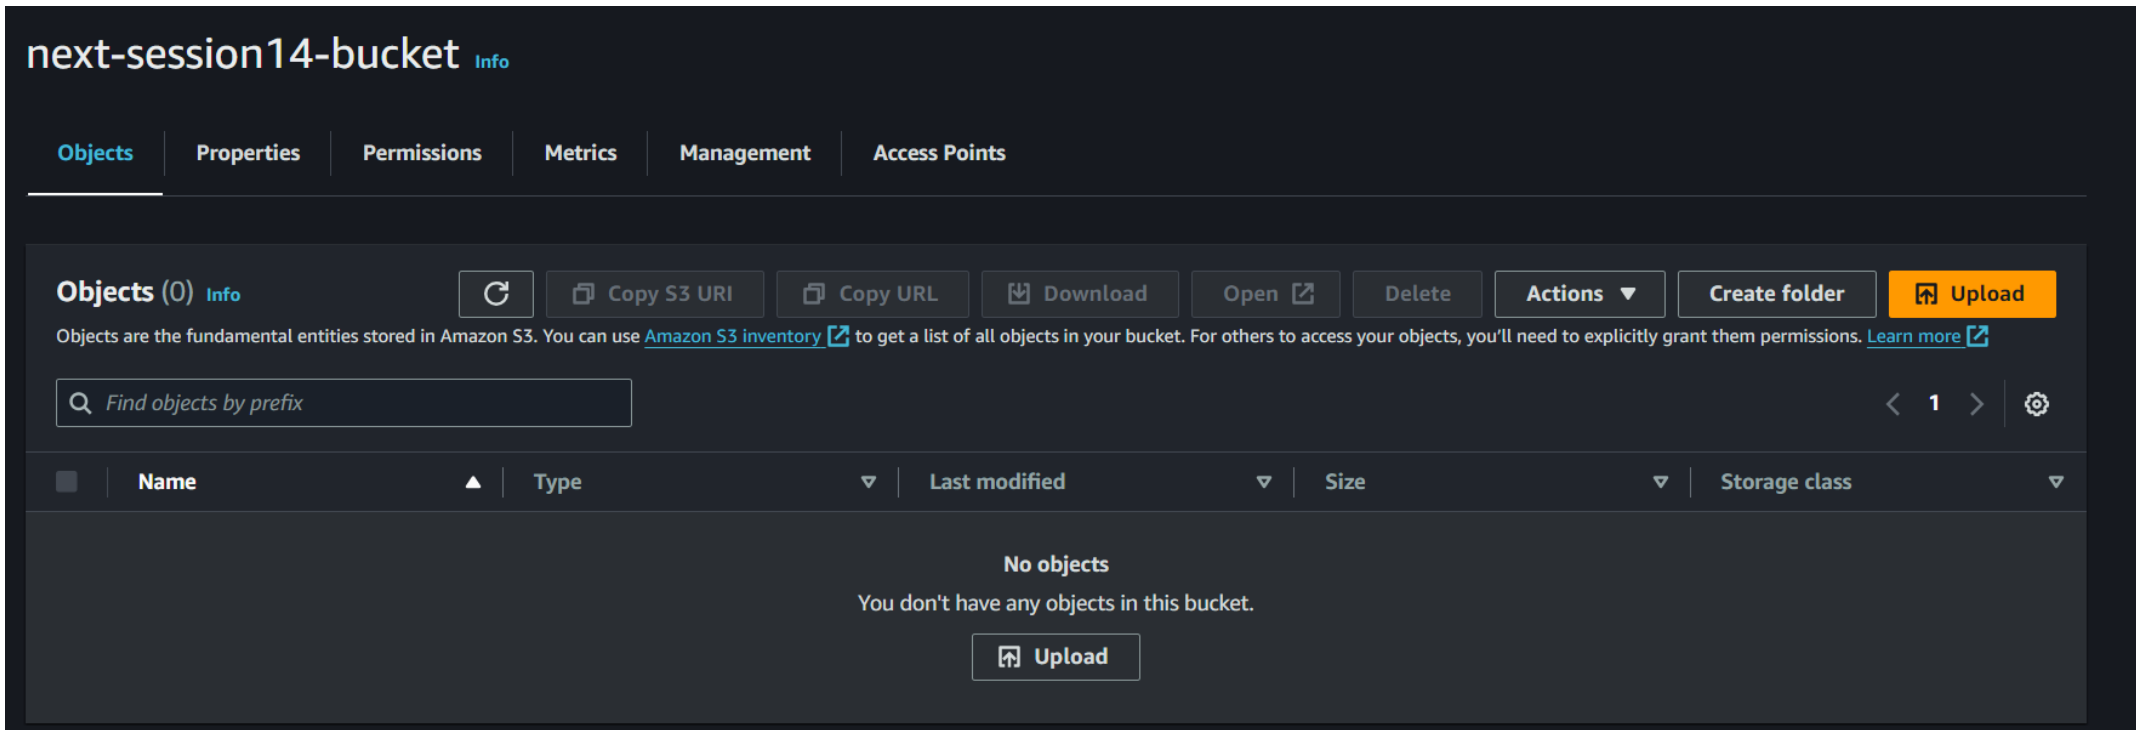 next-session14-bucket Info
Objects Properties Permissions Metrics Management Access Points
Objects (0) Info Copy S3 URI Copy URL Download Open Delete Actions Create folder Upload
Objects are the fundamental entities stored in Amazon S3. You can use Amazon S3 inventory to get a list of all objects in your bucket. For others to access your objects, you'll need to explicitly grant them permissions. Learn more
Find objects by prefix 1
Name Type Last modified Size Storage class
No objects
You don't have any objects in this bucket.
Upload